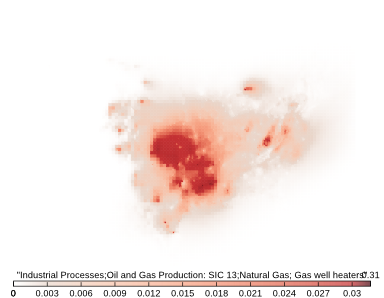 "Industrial Processes;Oil and Gas Production: SIC 13;Natural Gas; Gas well heaters"0.31
0 0.003 0.006 0.009 0.012 0.015 0.018 0.021 0.024 0.027 0.03